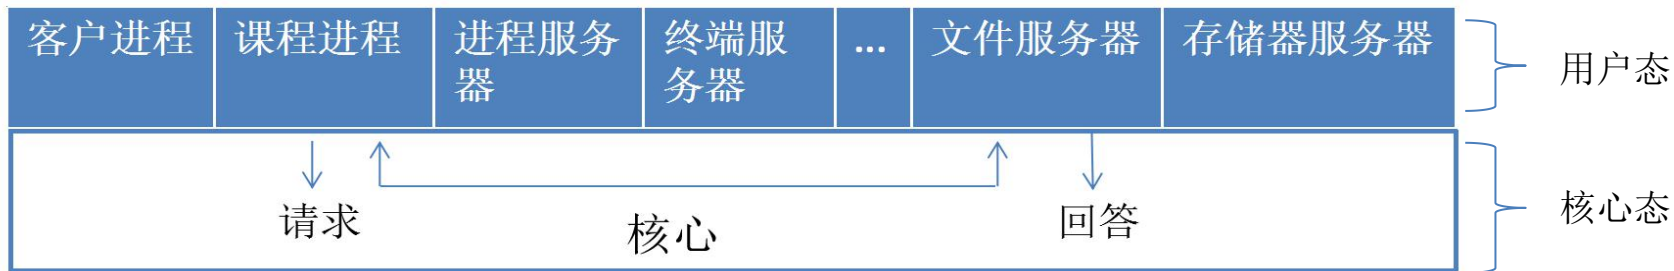 客户进程
课程进程
进程服务
器
终端服
务器
...
文件服务器
存储器服务器
用户态
请求
核心
回答
核心态